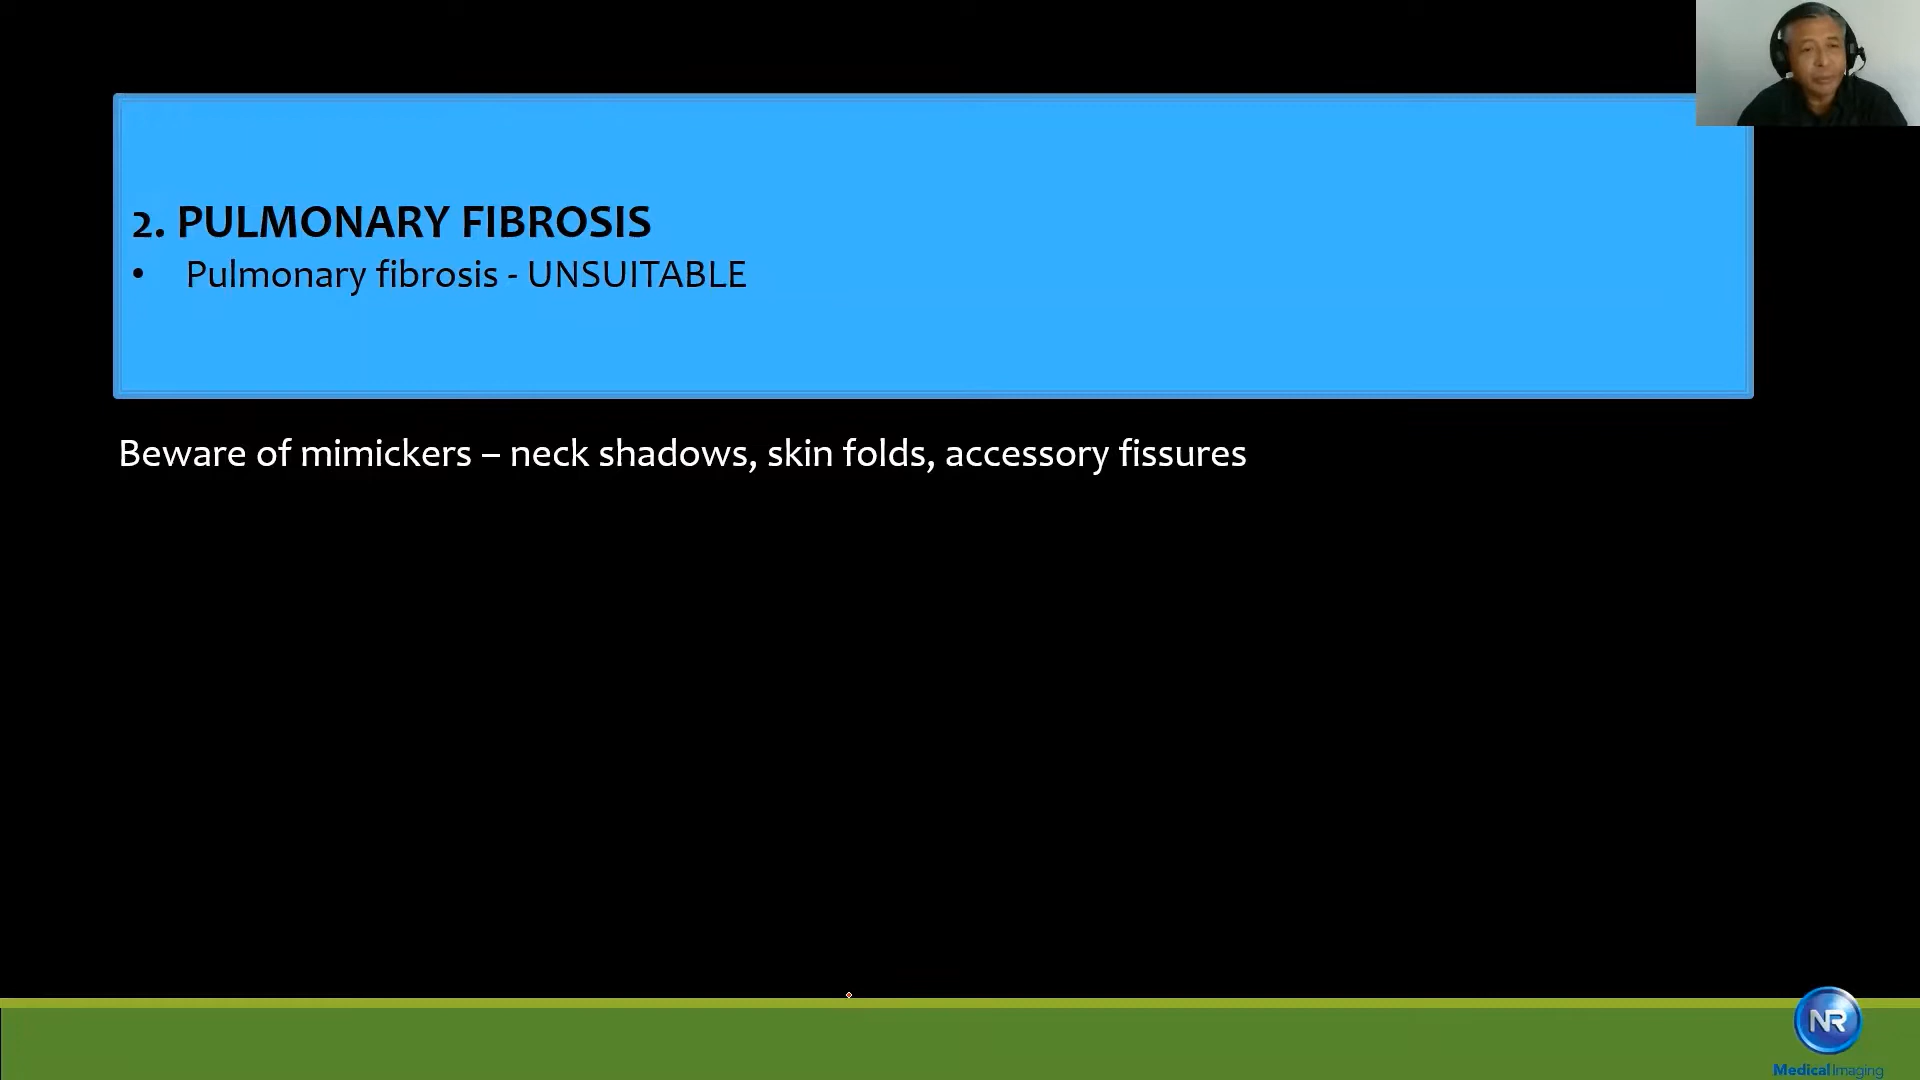 2. PULMONARY FIBROSIS
• Pulmonary fibrosis - UNSUITABLE
Beware of mimickers – neck shadows, skin folds, accessory fissures
NR
Medical Imaging